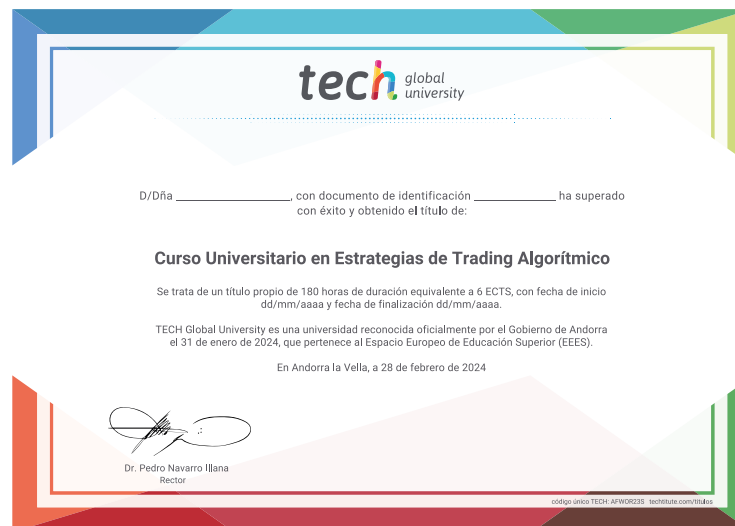 tech global university
D/Dña ____________________, con documento de identificación ______________ ha superado
con éxito y obtenido el título de:
Curso Universitario en Estrategias de Trading Algorítmico
Se trata de un título propio de 180 horas de duración equivalente a 6 ECTS, con fecha de inicio
dd/mm/aaaa y fecha de finalización dd/mm/aaaa.
TECH Global University es una universidad reconocida oficialmente por el Gobierno de Andorra
el 31 de enero de 2024, que pertenece al Espacio Europeo de Educación Superior (EEES).
En Andorra la Vella, a 28 de febrero de 2024
Dr. Pedro Navarro Illana
Rector
código único TECH: AFWOR23S techtitute.com/titulos